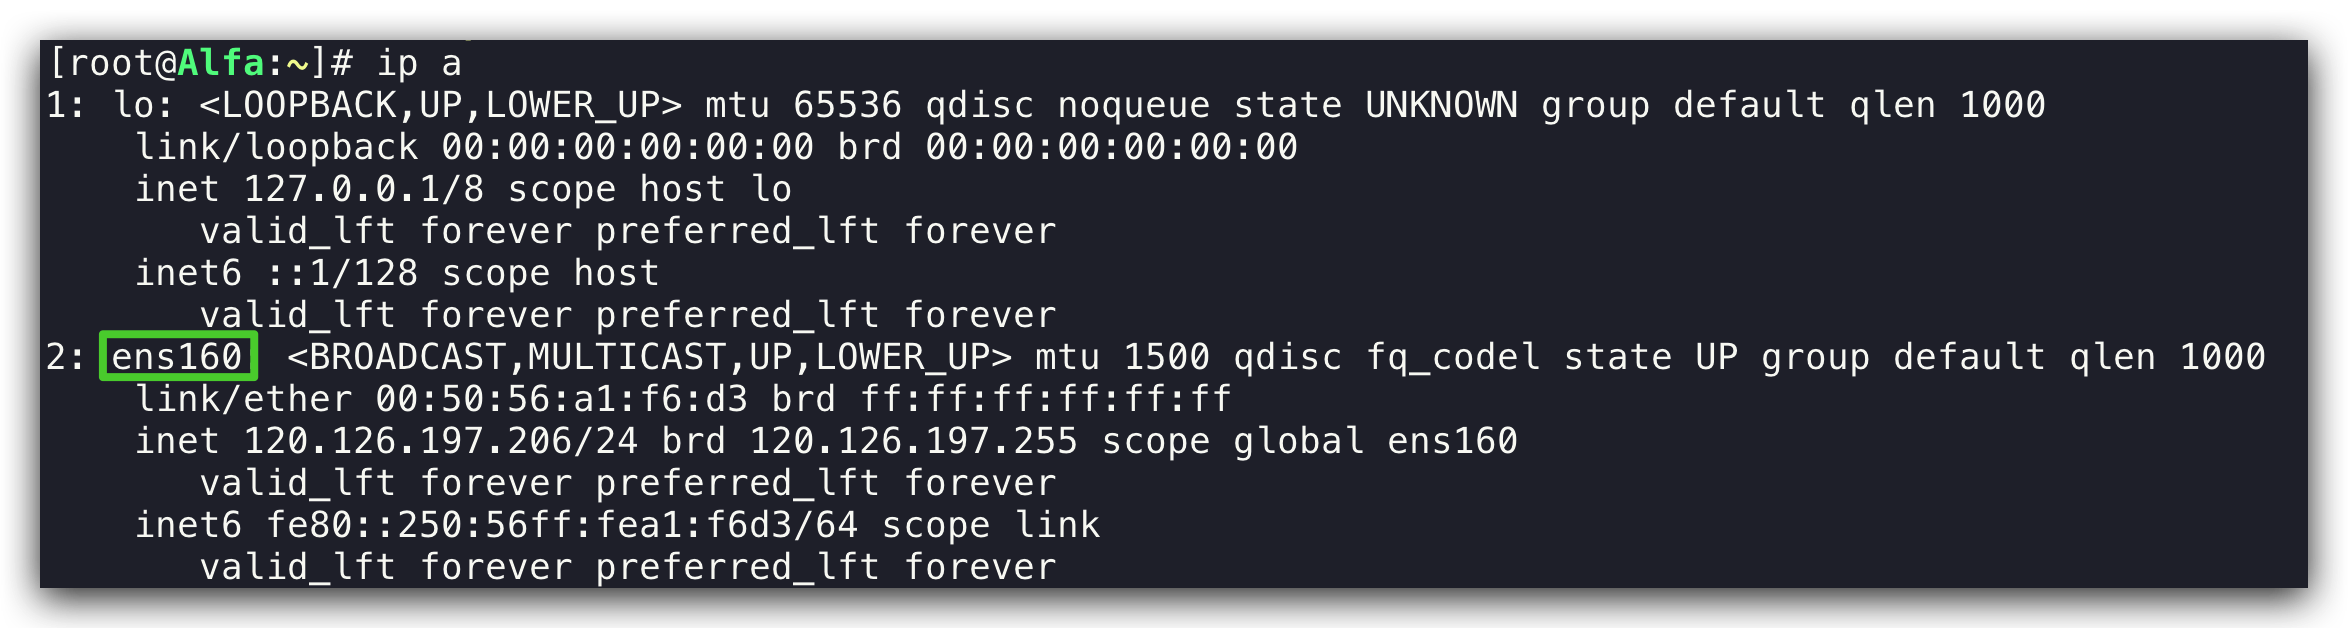 [root@Alfa:~]# ip a
1: lo: <LOOPBACK,UP,LOWER_UP> mtu 65536 qdisc noqueue state UNKNOWN group default qlen 1000
    link/loopback 00:00:00:00:00:00 brd 00:00:00:00:00:00
    inet 127.0.0.1/8 scope host lo
       valid_lft forever preferred_lft forever
    inet6 ::1/128 scope host
       valid_lft forever preferred_lft forever
2: ens160 <BROADCAST,MULTICAST,UP,LOWER_UP> mtu 1500 qdisc fq_codel state UP group default qlen 1000
    link/ether 00:50:56:a1:f6:d3 brd ff:ff:ff:ff:ff:ff
    inet 120.126.197.206/24 brd 120.126.197.255 scope global ens160
       valid_lft forever preferred_lft forever
    inet6 fe80::250:56ff:fea1:f6d3/64 scope link
       valid_lft forever preferred_lft forever